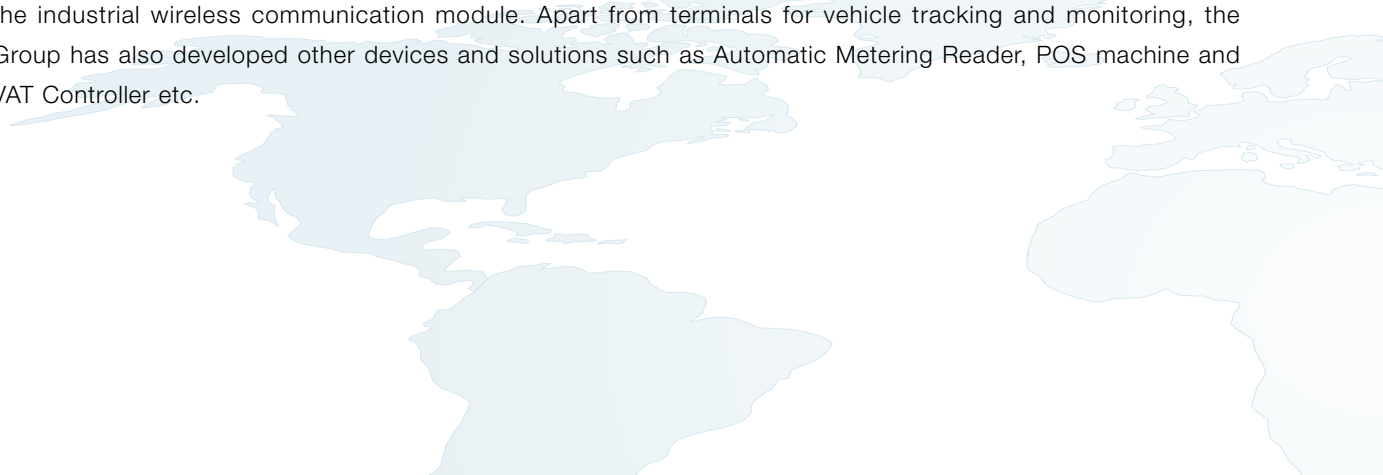 he industrial wireless communication module. Apart from terminals for vehicle tracking and monitoring, the
Group has also developed other devices and solutions such as Automatic Metering Reader, POS machine and
VAT Controller etc.